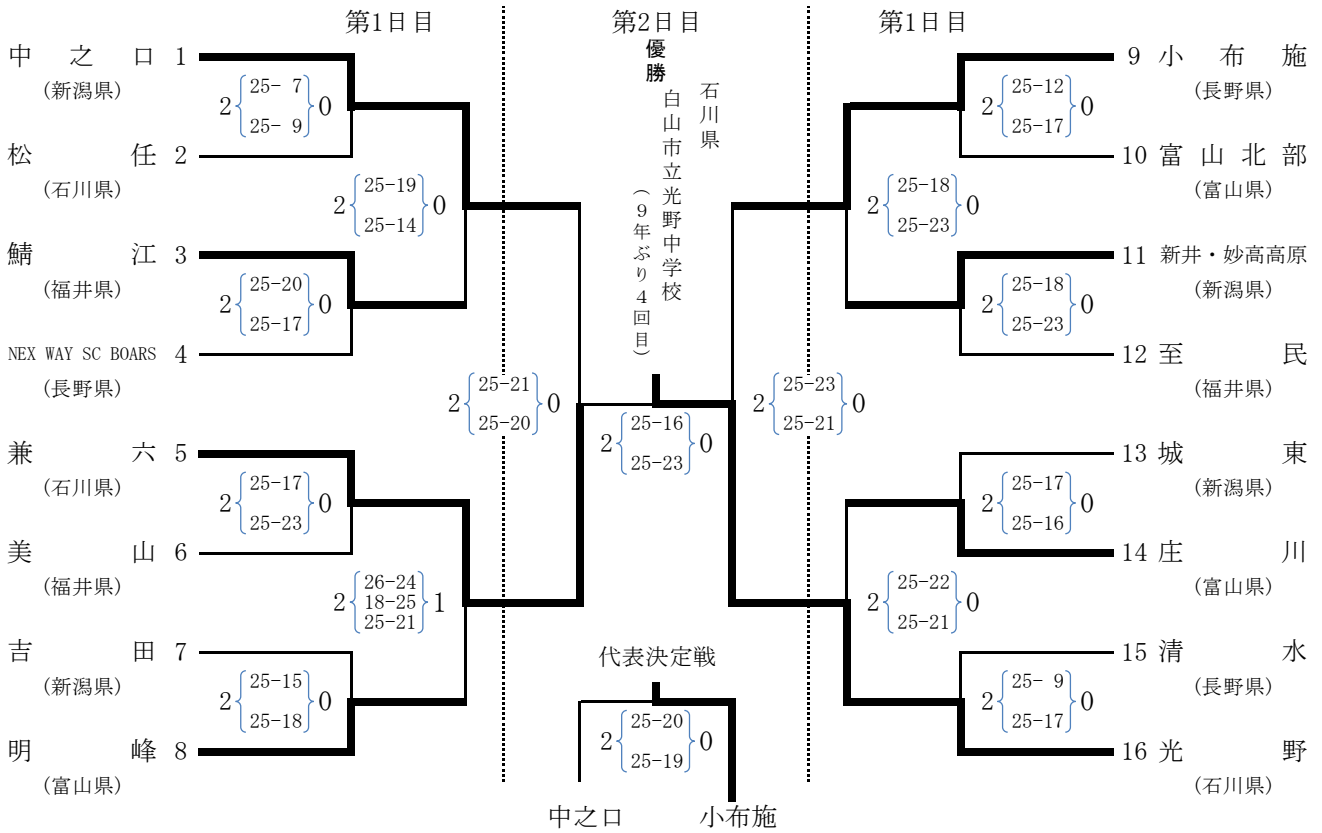 第1日目
第2日目
第1日目
優勝
石川県
白山市立光野中学校
(9年ぶり4回目)
中之口 1
(新潟県)
2 25- 7 0
25- 9
松任 2
(石川県)
2 25-19 0
25-14
鯖江 3
(福井県)
2 25-20 0
25-17
NEX WAY SC BOARS 4
(長野県)
2 25-21 0
25-20
兼六 5
(石川県)
2 25-17 0
25-23
美山 6
(福井県)
2 26-24 1
18-25
25-21
吉田 7
(新潟県)
2 25-15 0
25-18
明峰 8
(富山県)
2 25-16 0
25-23
代表決定戦
2 25-20 0
25-19
中之口 小布施
9 小布施
(長野県)
2 25-12 0
25-17
10 富山北部
(富山県)
2 25-18 0
25-23
11 新井・妙高高原
(新潟県)
2 25-18 0
25-23
12 至民
(福井県)
2 25-23 0
25-21
13 城東
(新潟県)
2 25-17 0
25-16
14 庄川
(富山県)
2 25-22 0
25-21
15 清水
(長野県)
2 25- 9 0
25-17
16 光野
(石川県)